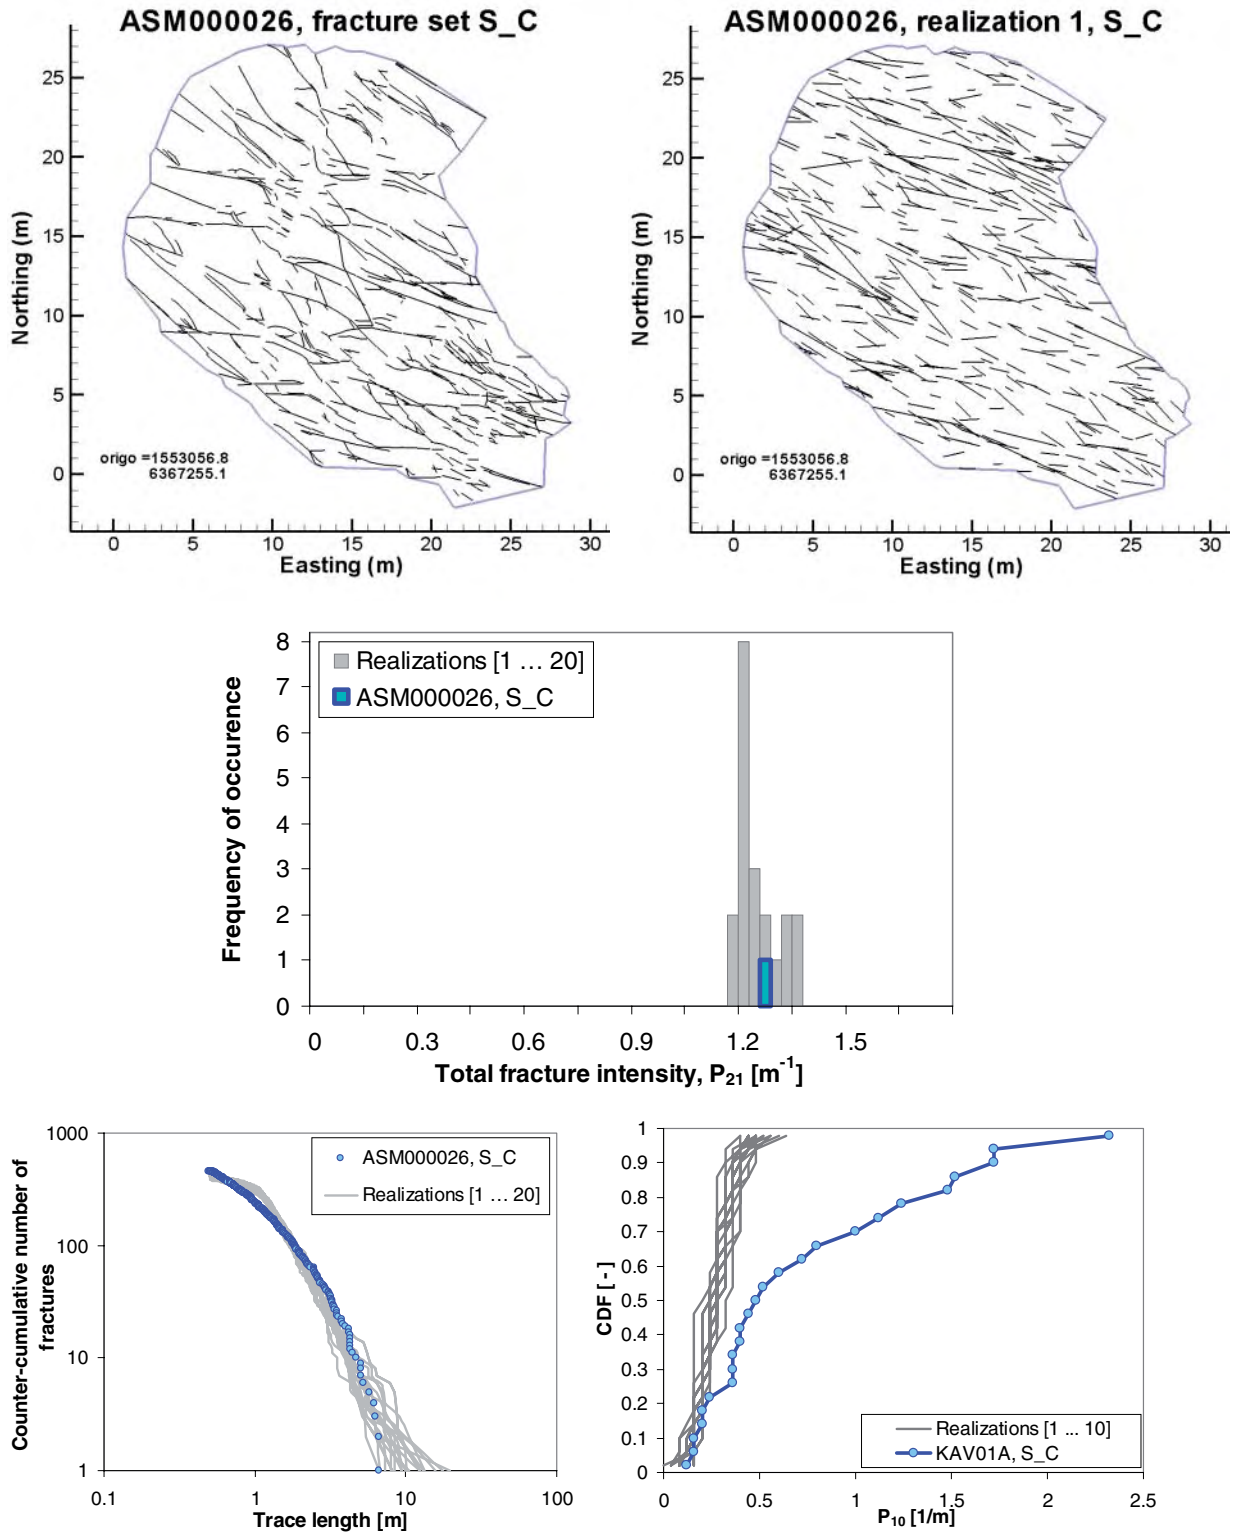 ASM000026, fracture set S_C
25
20
15
10
5
0
Northing (m)
origo =1553056.8
6367255.1
0 5 10 15 20 25 30
Easting (m)
ASM000026, realization 1, S_C
25
20
15
10
5
0
Northing (m)
origo =1553056.8
6367255.1
0 5 10 15 20 25 30
Easting (m)
8
7
6
5
4
3
2
1
0
Frequency of occurence
Realizations [1 … 20]
ASM000026, S_C
0 0.3 0.6 0.9 1.2 1.5
Total fracture intensity, P21 [m-1]
1000
100
10
1
Counter-cumulative number of
fractures
ASM000026, S_C
Realizations [1 … 20]
0.1 1 10 100
Trace length [m]
1
0.9
0.8
0.7
0.6
0.5
0.4
0.3
0.2
0.1
0
CDF [ - ]
Realizations [1 ... 10]
KAV01A, S_C
0 0.5 1 1.5 2 2.5
P10 [1/m]